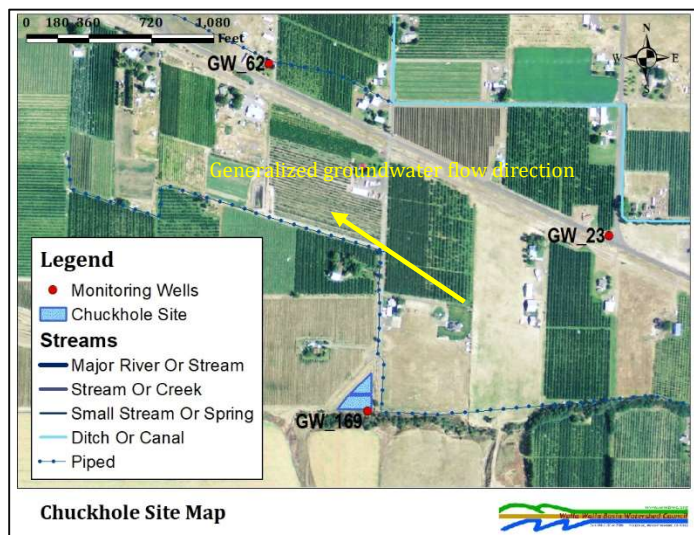 0 180 360 720 1,080
Feet
N
W E
S
GW_62
Generalized groundwater flow direction
GW_23
GW_169
Legend
Monitoring Wells
Chuckhole Site
Streams
Major River Or Stream
Stream Or Creek
Small Stream Or Spring
Ditch Or Canal
Piped
Chuckhole Site Map
Walla Walla Basin Watershed Council